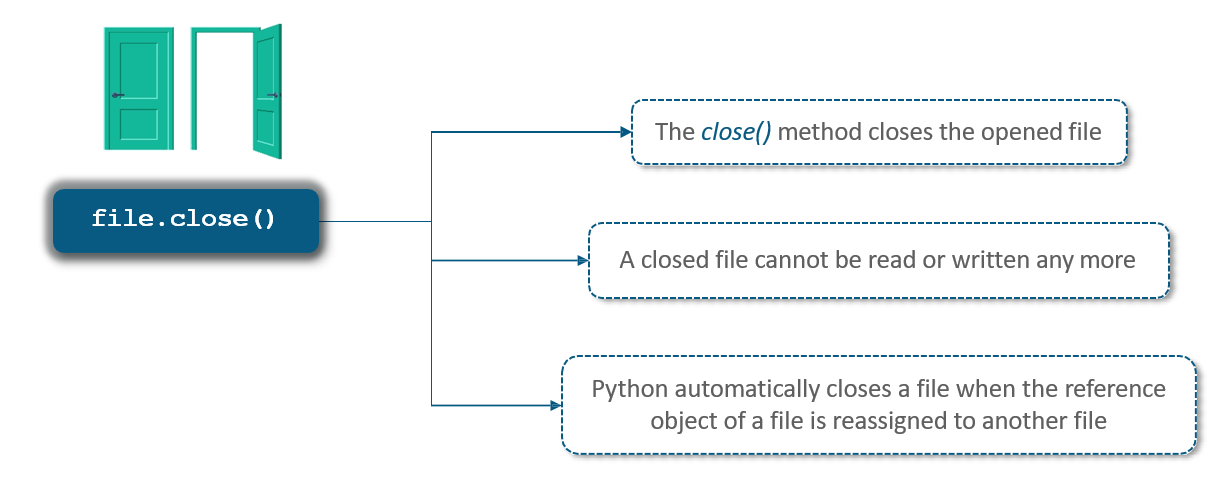 file.close()
The close() method closes the opened file
A closed file cannot be read or written any more
Python automatically closes a file when the reference
object of a file is reassigned to another file